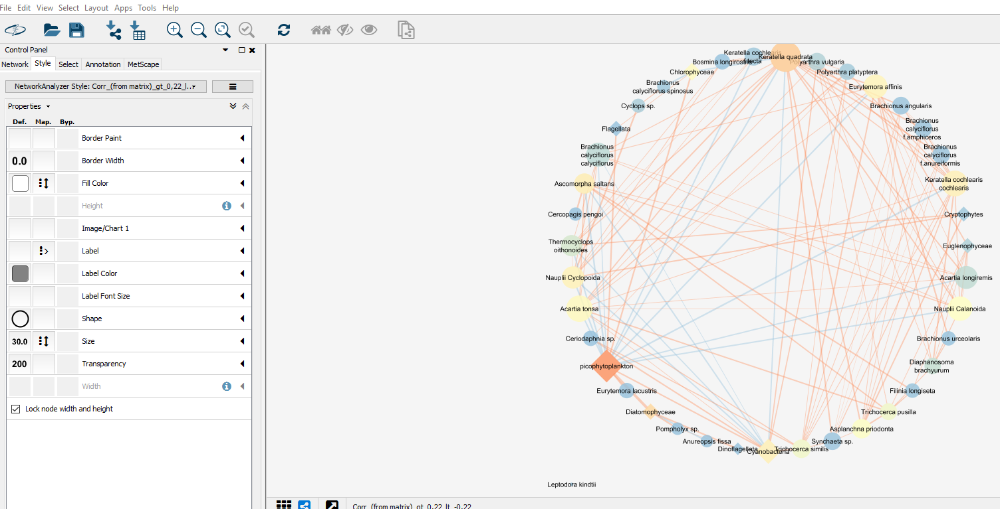 File Edit View Select Layout Apps Tools Help
Control Panel
Network Style Select Annotation MetScape
NetworkAnalyzer Style: Corr_(from matrix)_gt_0,22_l...
Properties
Def. Map. Byp.
Border Paint
0.0 Border Width
Fill Color
Height
Image/Chart 1
Label
Label Color
Label Font Size
Shape
30.0 Size
200 Transparency
Width
Lock node width and height
Keratella cochlearis
f.tecta
Keratella quadrata
Polyarthra vulgaris
Bosmina longirostris
Polyarthra platyptera
Chlorophyceae
Eurytemora affinis
Brachionus
calyciflorus spinosus
Brachionus angularis
Cyclops sp.
Brachionus
calyciflorus
f.amphiceros
Flagellata
Brachionus
calyciflorus
calyciflorus
Brachionus
calyciflorus
f.anureiformis
Ascomorpha saltans
Keratella cochlearis
cochlearis
Cercopagis pengoi
Cryptophytes
Thermocyclops
oithonoides
Euglenophyceae
Nauplii Cyclopoida
Acartia longiremis
Acartia tonsa
Nauplii Calanoida
Ceriodaphnia sp.
Brachionus urceolaris
picophytoplankton
Diaphanosoma
brachyurum
Eurytemora lacustris
Filinia longiseta
Diatomophyceae
Trichocerca pusilla
Pompholyx sp.
Asplanchna priodonta
Anureopsis fissa
Synchaeta sp.
Dinoflagellata
Cyanobacteria
Trichocerca similis
Leptodora kindtii
Corr_(from matrix)_gt_0,22_lt_-0,22